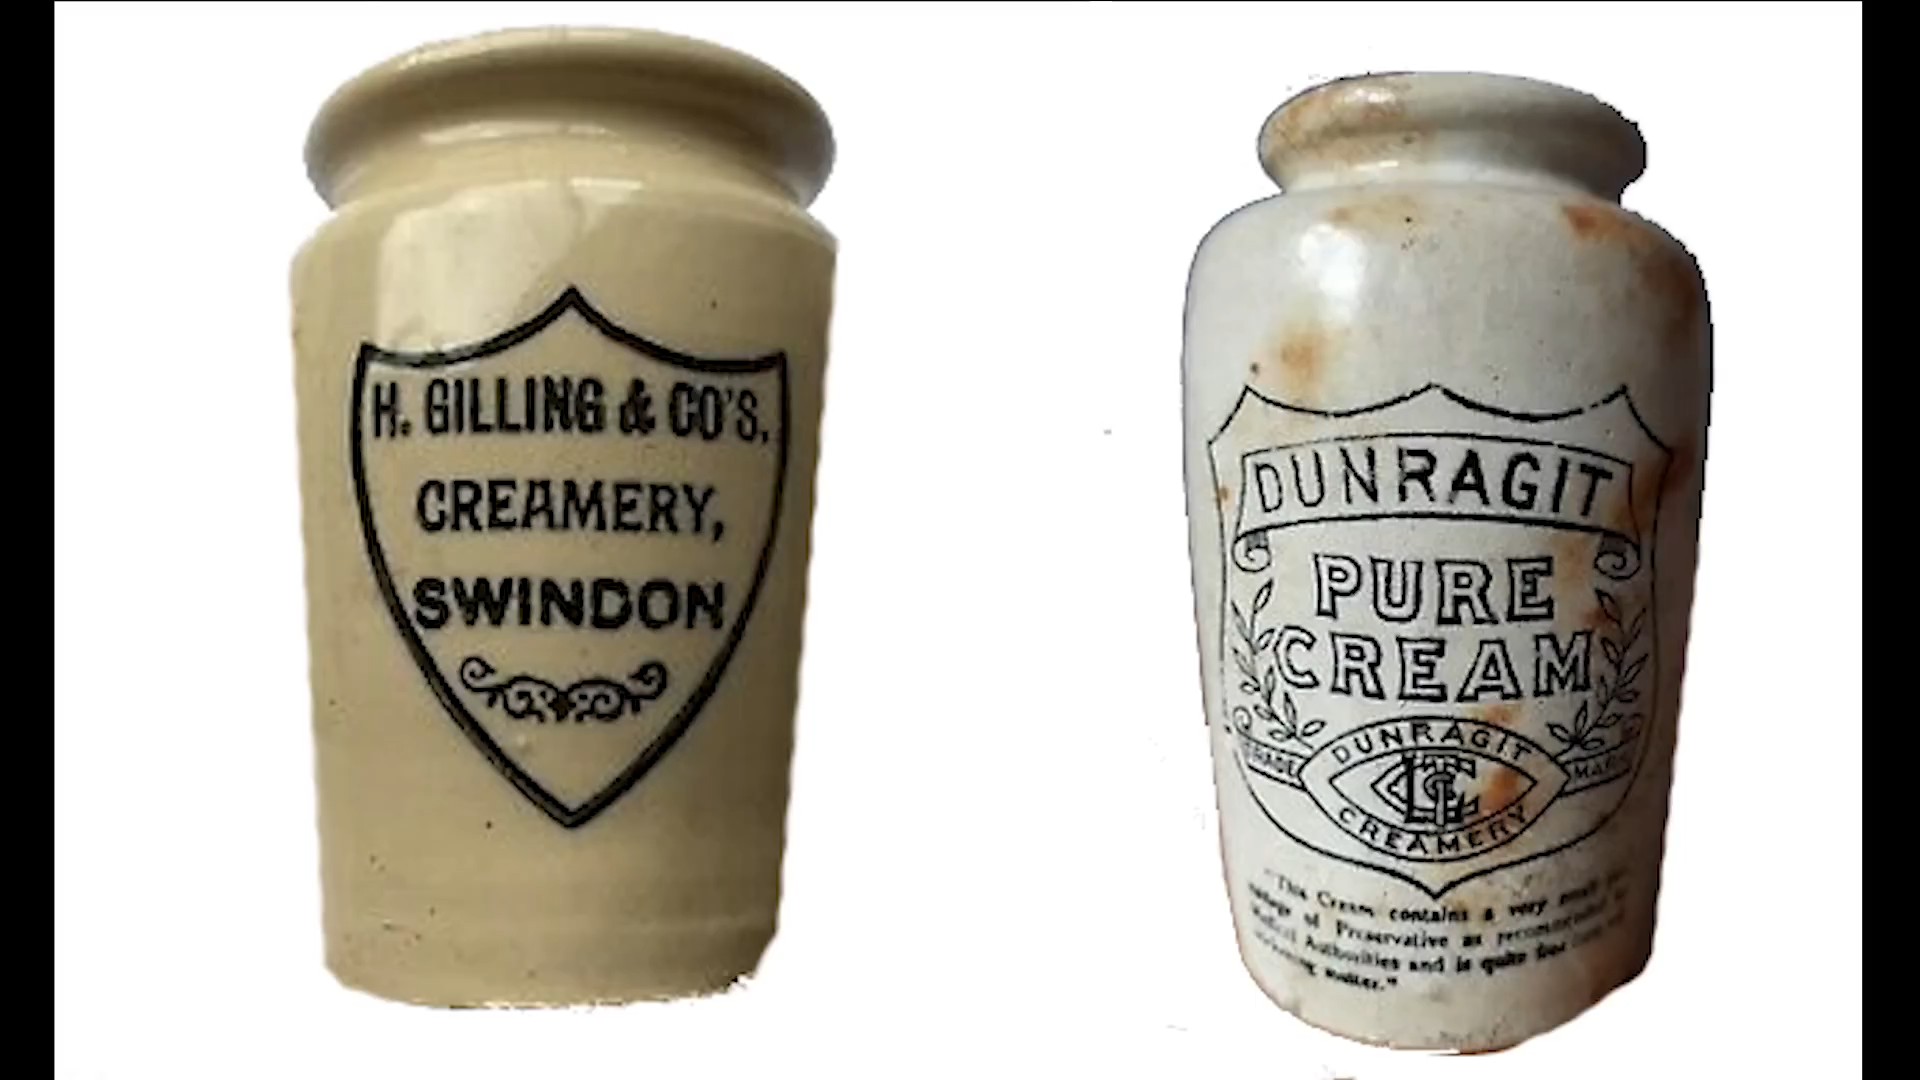 H. GILLING & CO'S.
CREAMERY,
SWINDON
DUNRAGIT
PURE
CREAM
TRADE MARK
DUNRAGIT
CREAMERY
"This Cream contains a very small
of Preservative as recommended
Authorities and is quite free
matter."